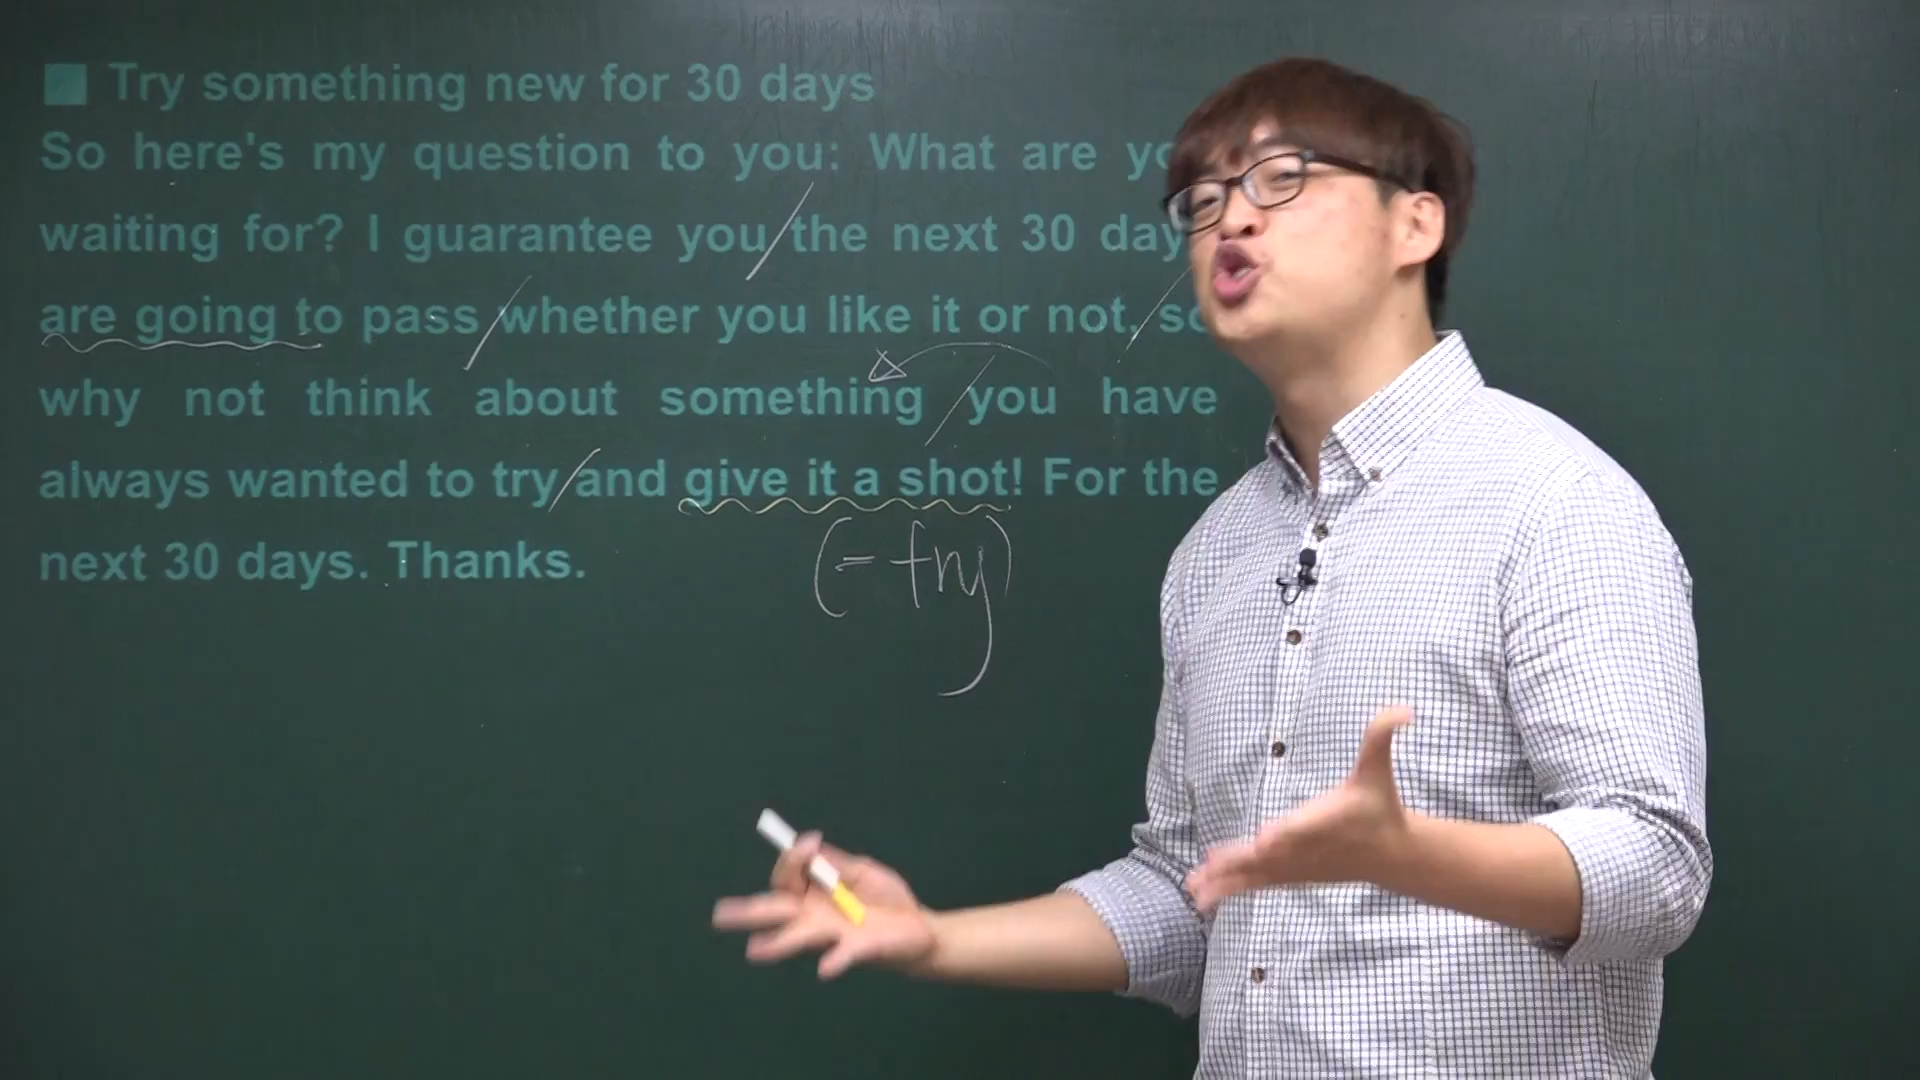 Try something new for 30 days
So here's my question to you: What are yo
waiting for? I guarantee you the next 30 day
are going to pass whether you like it or not, so
why not think about something you have
always wanted to try and give it a shot! For the
next 30 days. Thanks.
(= try)